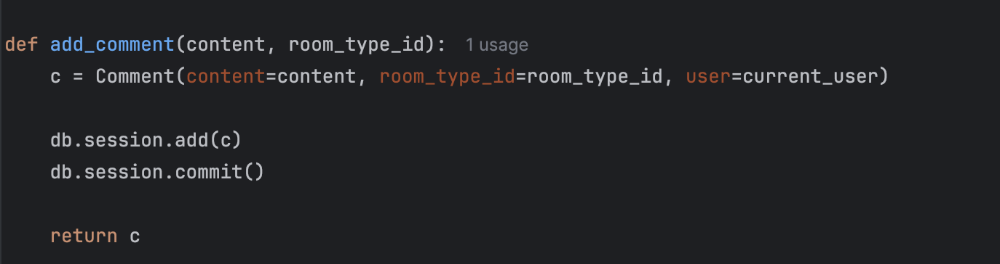 def add_comment(content, room_type_id): 1 usage
    c = Comment(content=content, room_type_id=room_type_id, user=current_user)
    db.session.add(c)
    db.session.commit()
    return c